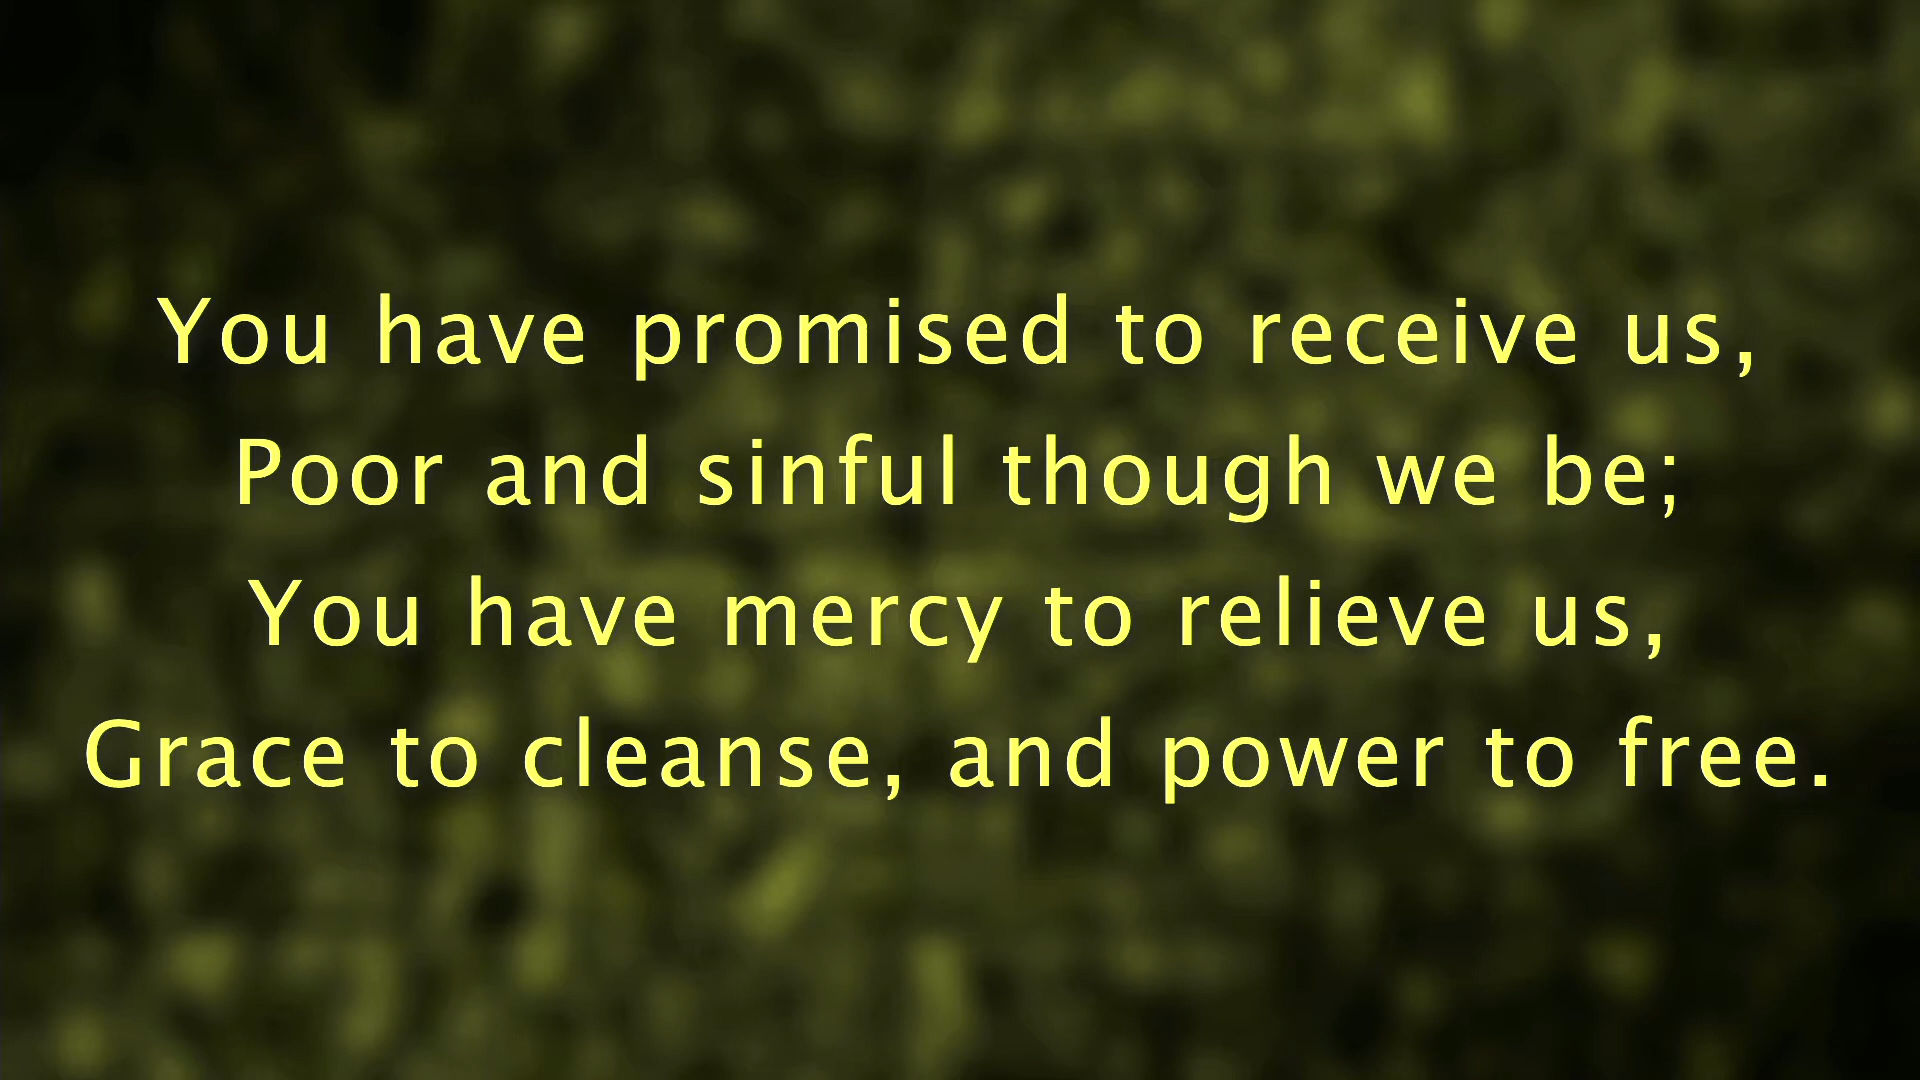 You have promised to receive us,
Poor and sinful though we be;
You have mercy to relieve us,
Grace to cleanse, and power to free.